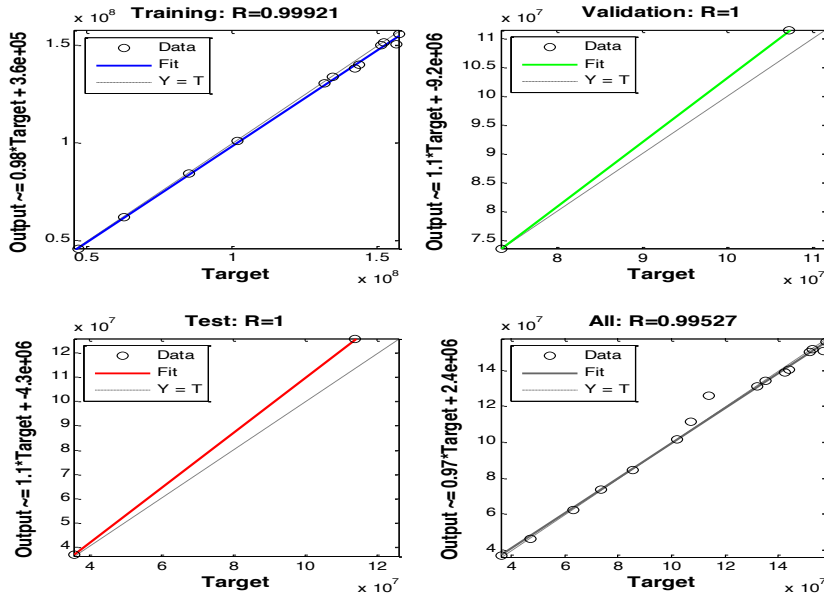 Training: R=0.99921
x 10^8
Data
Fit
Y = T
1.5
1
0.5
0.5
1
1.5
x 10^8
Target
Output ~= 0.98*Target + 3.6e+05
Validation: R=1
x 10^7
Data
Fit
Y = T
11
10.5
10
9.5
9
8.5
8
7.5
8
9
10
11
x 10^7
Target
Output ~= 1.1*Target + -9.2e+06
Test: R=1
x 10^7
Data
Fit
Y = T
12
11
10
9
8
7
6
5
4
4
6
8
10
12
x 10^7
Target
Output ~= 1.1*Target + -4.3e+06
All: R=0.99527
x 10^7
Data
Fit
Y = T
14
12
10
8
6
4
4
6
8
10
12
14
x 10^7
Target
Output ~= 0.97*Target + 2.4e+06